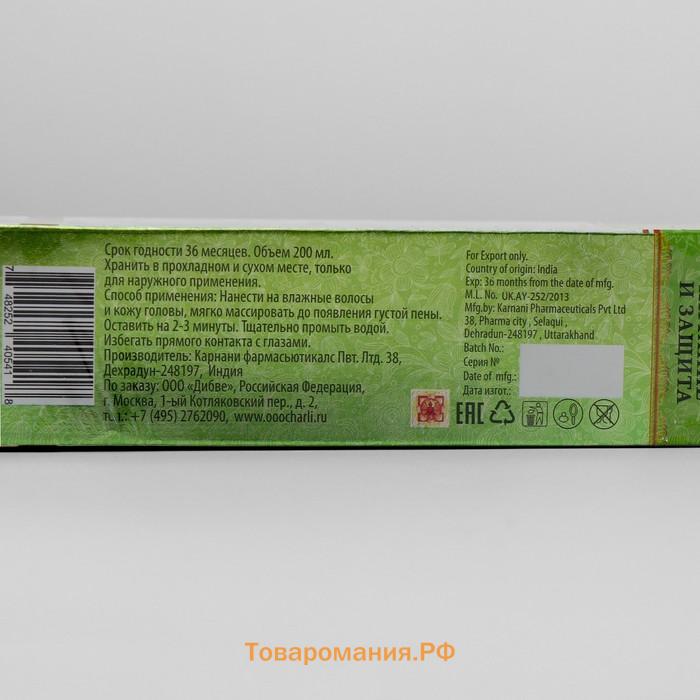 Срок годности 36 месяцев. Объем 200 мл.
Хранить в прохладном и сухом месте, только
для наружного применения.
Способ применения: Нанести на влажные волосы
и кожу головы, мягко массировать до появления густой пены.
Оставить на 2-3 минуты. Тщательно промыть водой.
Избегать прямого контакта с глазами.
Производитель: Карнани фармасьютикалс Пвт. Лтд. 38,
Дехрадун-248197, Индия
По заказу: ООО «Дивве», Российская Федерация,
г. Москва, 1-ый Котляковский пер., д. 2,
тел.: +7 (495) 2762090, www.ooocharli.ru
7 48252 40541 8
For Export only.
Country of origin: India
Exp: 36 months from the date of mfg.
M.L. No. UK.AY-252/2013
Mfg.by: Karnani Pharmaceuticals Pvt Ltd
38, Pharma city , Selaqui ,
Dehradun-248197 , Uttarakhand
Batch No.:
Серия №
Date of mfg.:
Дата изгот.:
EAC
И ЗАЩИТА
Товаромания.РФ